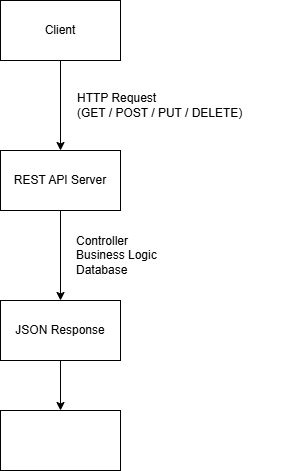 Client
HTTP Request
(GET / POST / PUT / DELETE)
REST API Server
Controller
Business Logic
Database
JSON Response